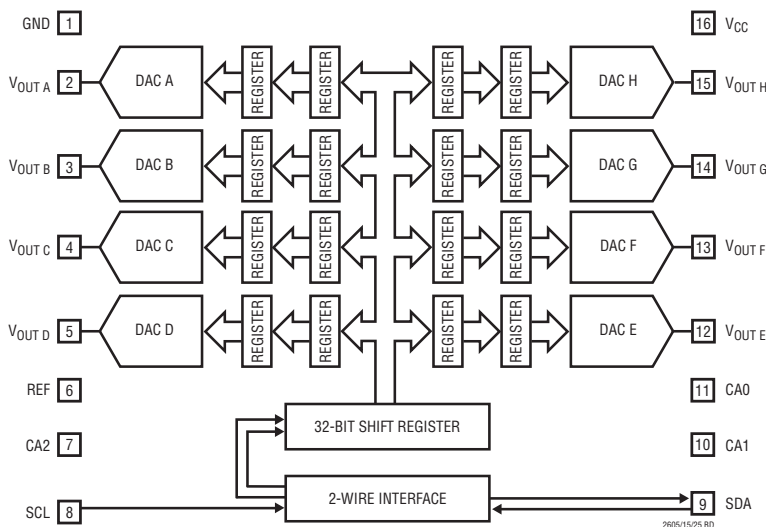 GND 1
16 VCC
VOUT A 2 DAC A REGISTER REGISTER REGISTER REGISTER DAC H 15 VOUT H
VOUT B 3 DAC B REGISTER REGISTER REGISTER REGISTER DAC G 14 VOUT G
VOUT C 4 DAC C REGISTER REGISTER REGISTER REGISTER DAC F 13 VOUT F
VOUT D 5 DAC D REGISTER REGISTER REGISTER REGISTER DAC E 12 VOUT E
REF 6
11 CA0
32-BIT SHIFT REGISTER
CA2 7
10 CA1
2-WIRE INTERFACE
SCL 8
9 SDA
2605/15/25 BD